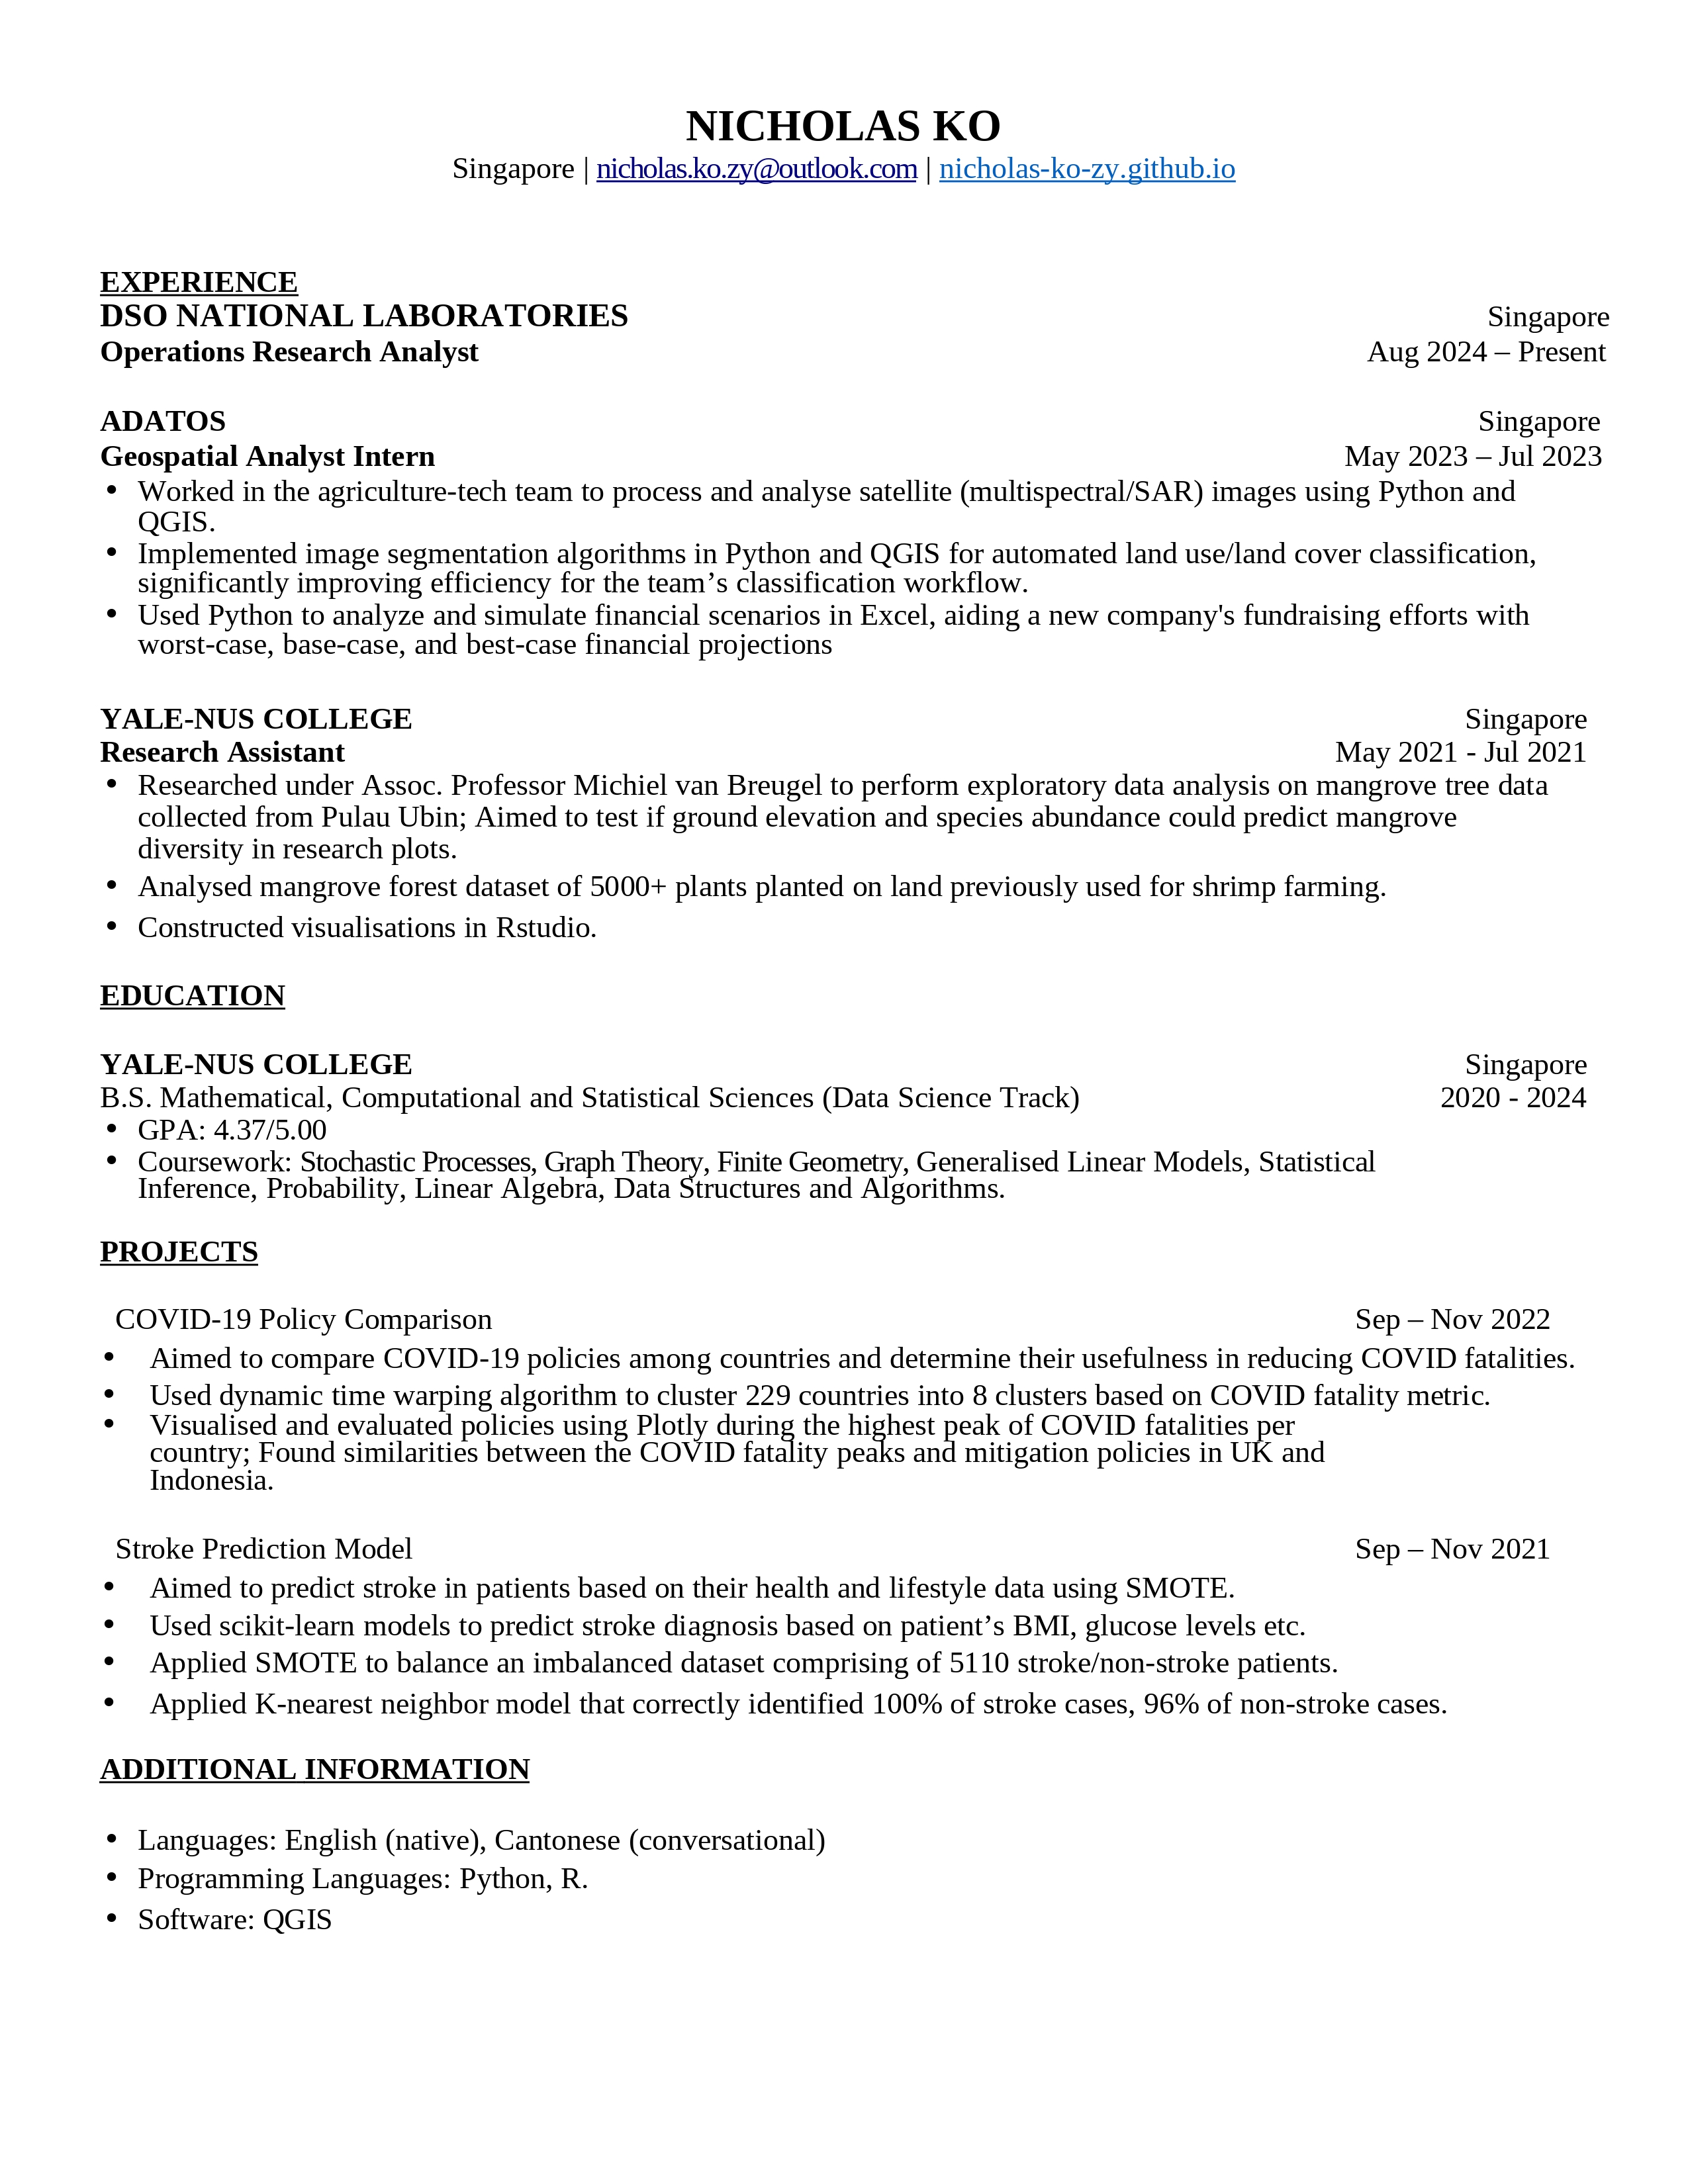 NICHOLAS KO
Singapore | nicholas.ko.zy@outlook.com | nicholas-ko-zy.github.io
EXPERIENCE
DSO NATIONAL LABORATORIES Singapore
Operations Research Analyst Aug 2024 – Present
ADATOS Singapore
Geospatial Analyst Intern May 2023 – Jul 2023
• Worked in the agriculture-tech team to process and analyse satellite (multispectral/SAR) images using Python and
QGIS.
• Implemented image segmentation algorithms in Python and QGIS for automated land use/land cover classification,
significantly improving efficiency for the team’s classification workflow.
• Used Python to analyze and simulate financial scenarios in Excel, aiding a new company's fundraising efforts with
worst-case, base-case, and best-case financial projections
YALE-NUS COLLEGE Singapore
Research Assistant May 2021 - Jul 2021
• Researched under Assoc. Professor Michiel van Breugel to perform exploratory data analysis on mangrove tree data
collected from Pulau Ubin; Aimed to test if ground elevation and species abundance could predict mangrove
diversity in research plots.
• Analysed mangrove forest dataset of 5000+ plants planted on land previously used for shrimp farming.
• Constructed visualisations in Rstudio.
EDUCATION
YALE-NUS COLLEGE Singapore
B.S. Mathematical, Computational and Statistical Sciences (Data Science Track) 2020 - 2024
• GPA: 4.37/5.00
• Coursework: Stochastic Processes, Graph Theory, Finite Geometry, Generalised Linear Models, Statistical
Inference, Probability, Linear Algebra, Data Structures and Algorithms.
PROJECTS
COVID-19 Policy Comparison Sep – Nov 2022
• Aimed to compare COVID-19 policies among countries and determine their usefulness in reducing COVID fatalities.
• Used dynamic time warping algorithm to cluster 229 countries into 8 clusters based on COVID fatality metric.
• Visualised and evaluated policies using Plotly during the highest peak of COVID fatalities per
country; Found similarities between the COVID fatality peaks and mitigation policies in UK and
Indonesia.
Stroke Prediction Model Sep – Nov 2021
• Aimed to predict stroke in patients based on their health and lifestyle data using SMOTE.
• Used scikit-learn models to predict stroke diagnosis based on patient’s BMI, glucose levels etc.
• Applied SMOTE to balance an imbalanced dataset comprising of 5110 stroke/non-stroke patients.
• Applied K-nearest neighbor model that correctly identified 100% of stroke cases, 96% of non-stroke cases.
ADDITIONAL INFORMATION
• Languages: English (native), Cantonese (conversational)
• Programming Languages: Python, R.
• Software: QGIS